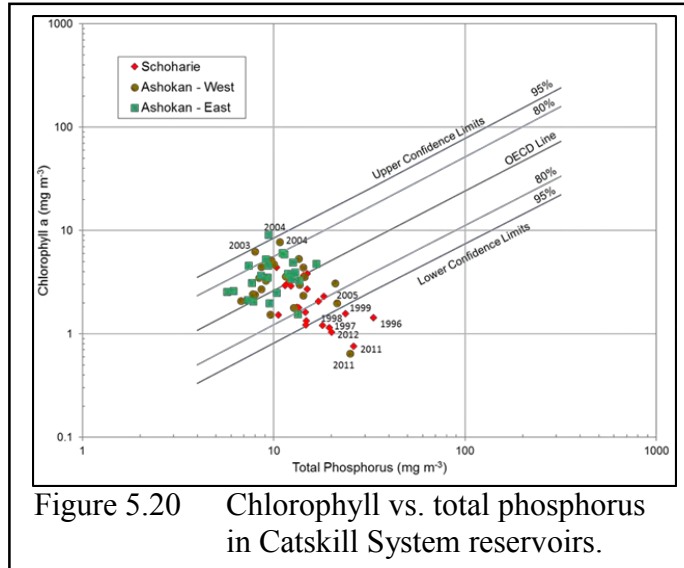 1000
Schoharie
Ashokan - West
Ashokan - East
95%
80%
Upper Confidence Limits
OECD Line
100
80%
95%
Lower Confidence Limits
Chlorophyll a (mg m-3)
10
2004
2003
2004
2005
1999
1998
1996
1997
2012
2011
2011
1
0.1
1
10
100
1000
Total Phosphorus (mg m-3)
Figure 5.20 Chlorophyll vs. total phosphorus
in Catskill System reservoirs.